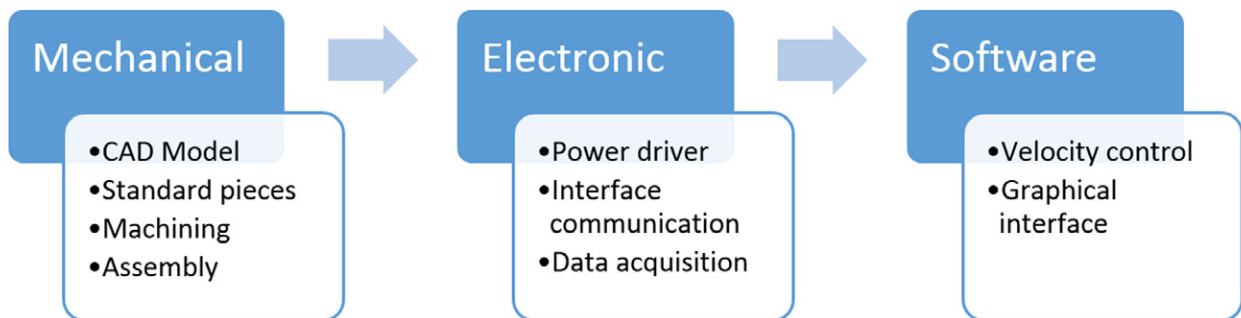 Mechanical
•CAD Model
•Standard pieces
•Machining
•Assembly
Electronic
•Power driver
•Interface
communication
•Data acquisition
Software
•Velocity control
•Graphical
interface